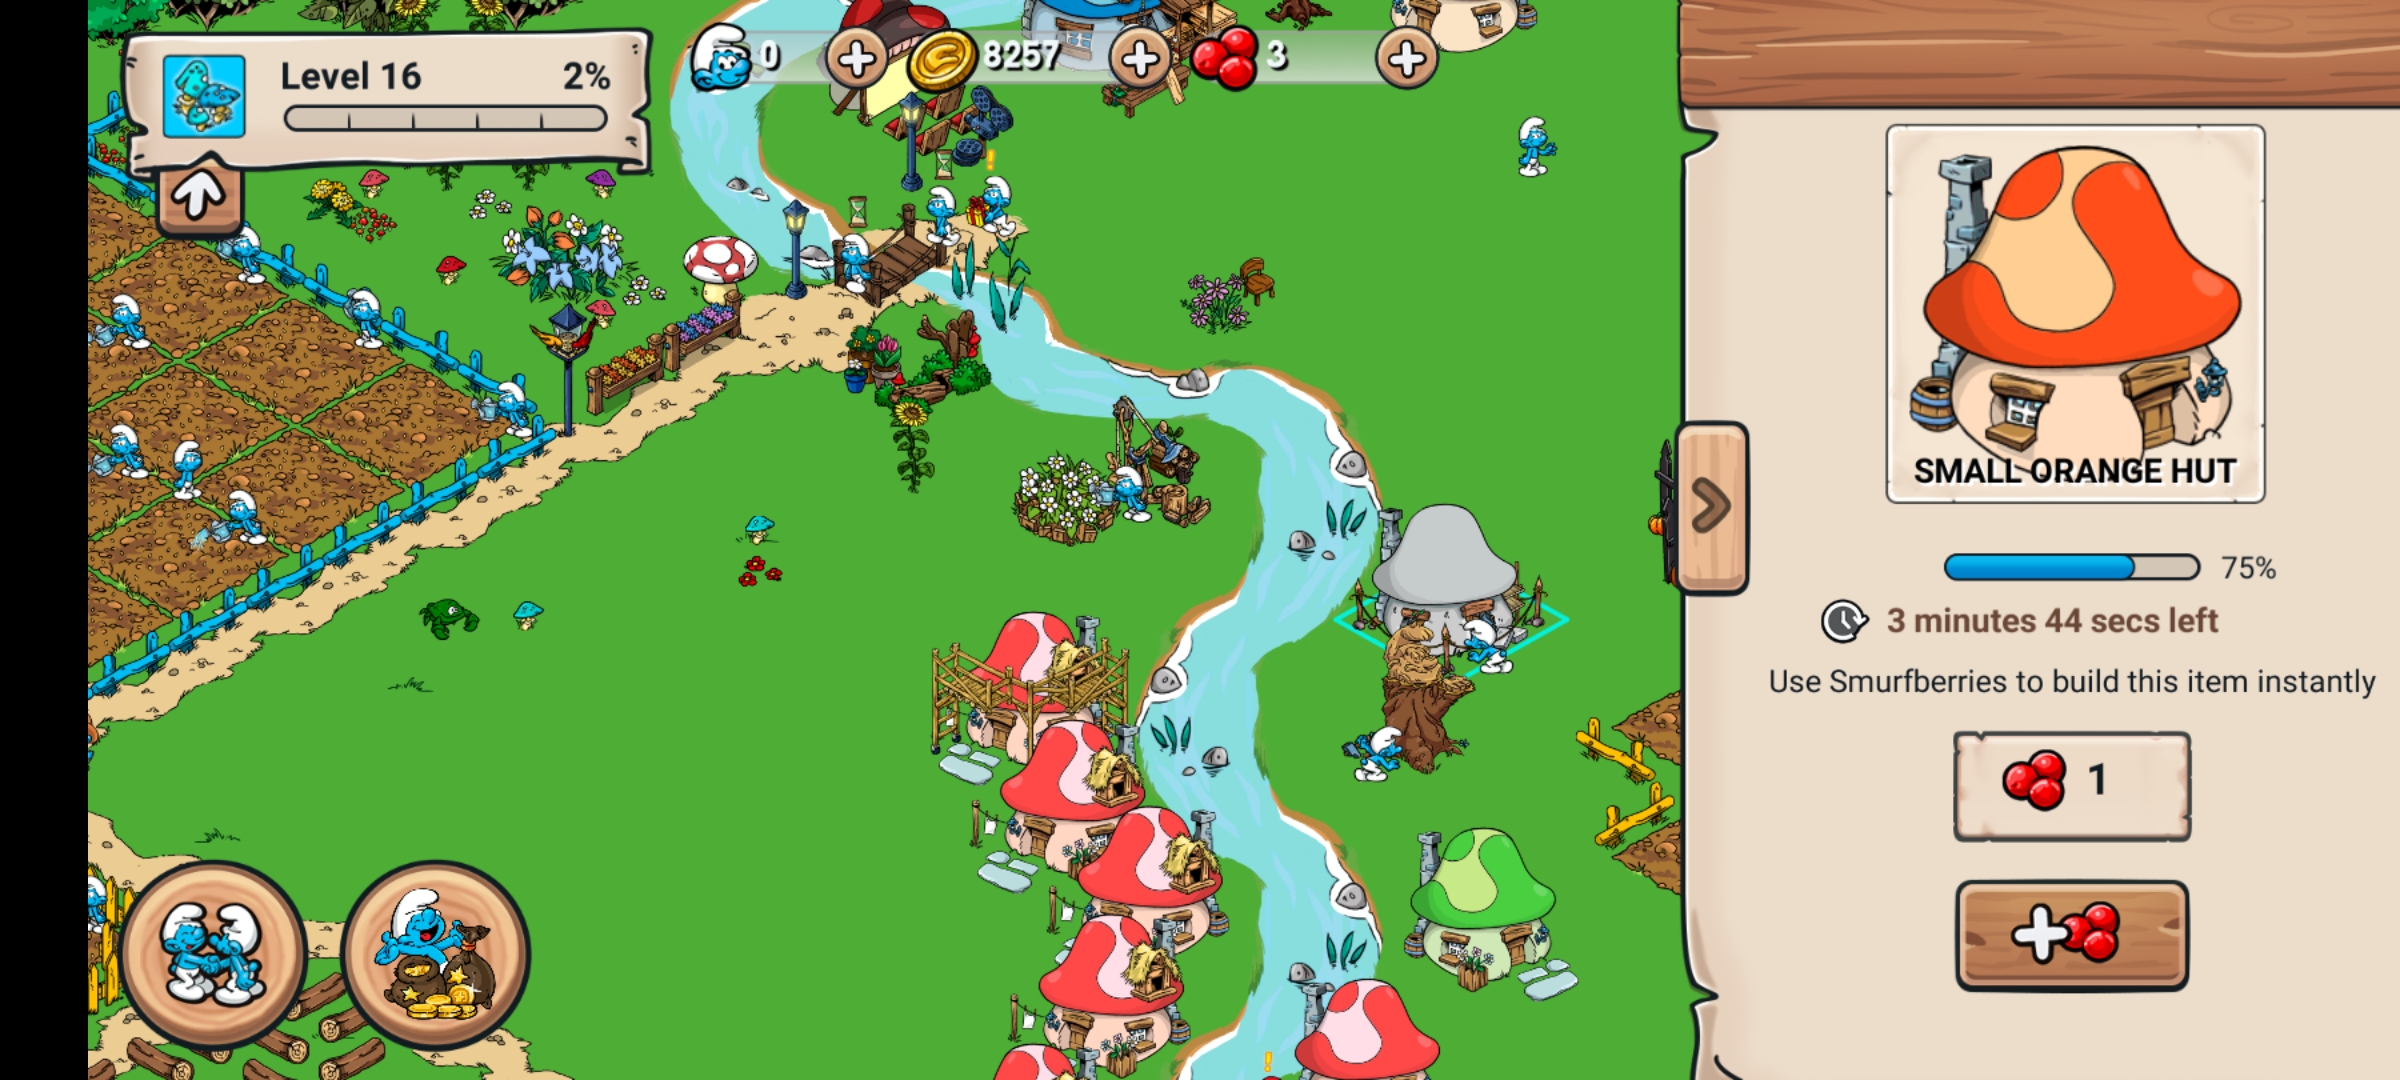 Level 16 2%
0 8257 3
SMALL ORANGE HUT
75%
3 minutes 44 secs left
Use Smurfberries to build this item instantly
1